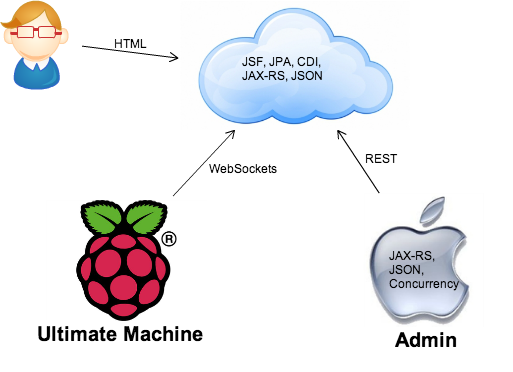 HTML
JSF, JPA, CDI,
JAX-RS, JSON
WebSockets
REST
®
JAX-RS,
JSON,
Concurrency
Ultimate Machine
Admin